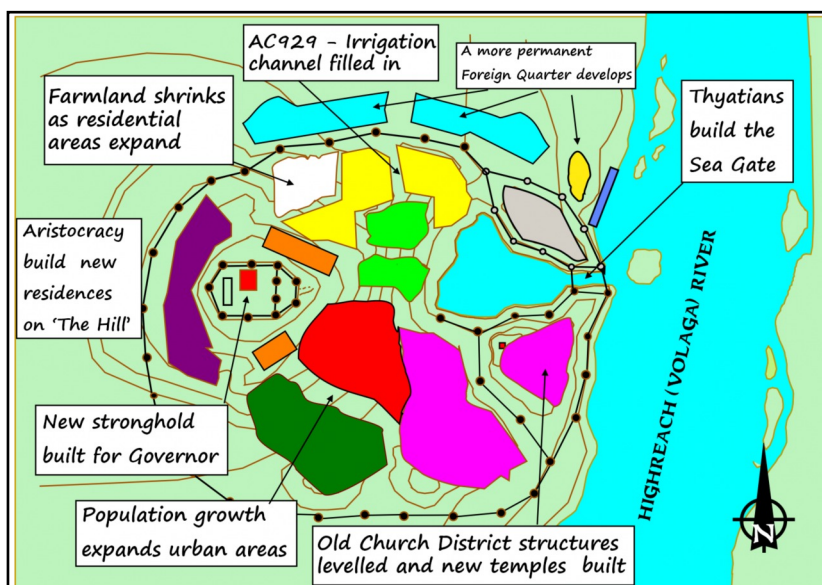 AC929 - Irrigation
channel filled in
A more permanent
Foreign Quarter develops
Farmland shrinks
as residential
areas expand
Thyatians
build the
Sea Gate
Aristocracy
build new
residences
on 'The Hill'
HIGHREACH (VOLAGA) RIVER
New stronghold
built for Governor
Population growth
expands urban areas
Old Church District structures
levelled and new temples built
N